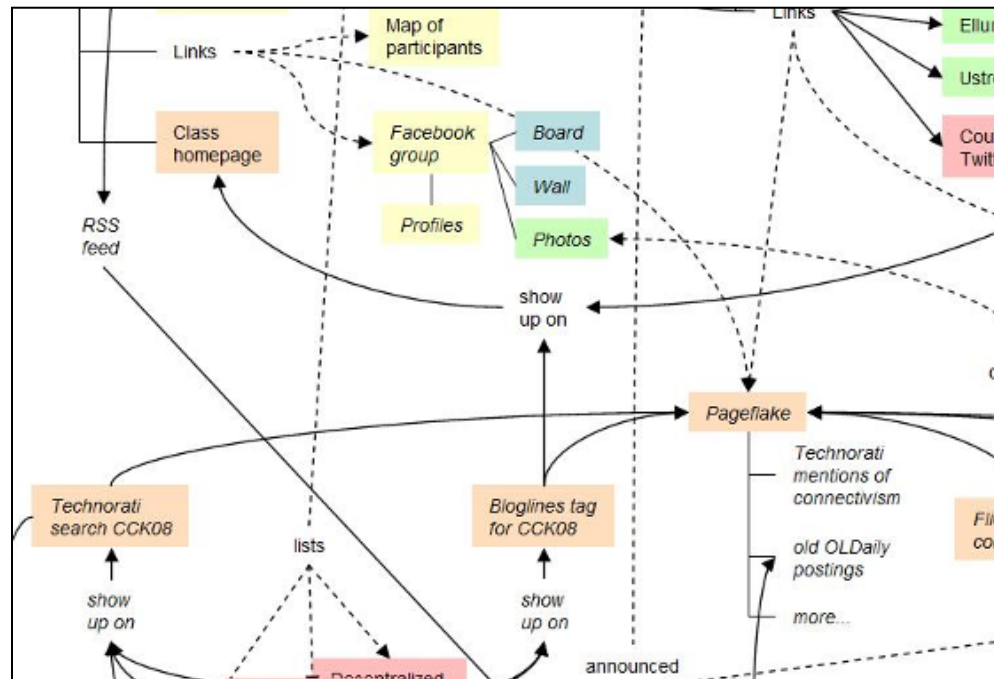 Links
Map of
participants
Links
Class
homepage
Facebook
group
Board
Wall
Profiles
Photos
RSS
feed
show
up on
Pageflake
Technorati
mentions of
connectivism
Technorati
search CCK08
Bloglines tag
for CCK08
lists
old OLDaily
postings
show
up on
show
up on
more...
announced
Decentralized